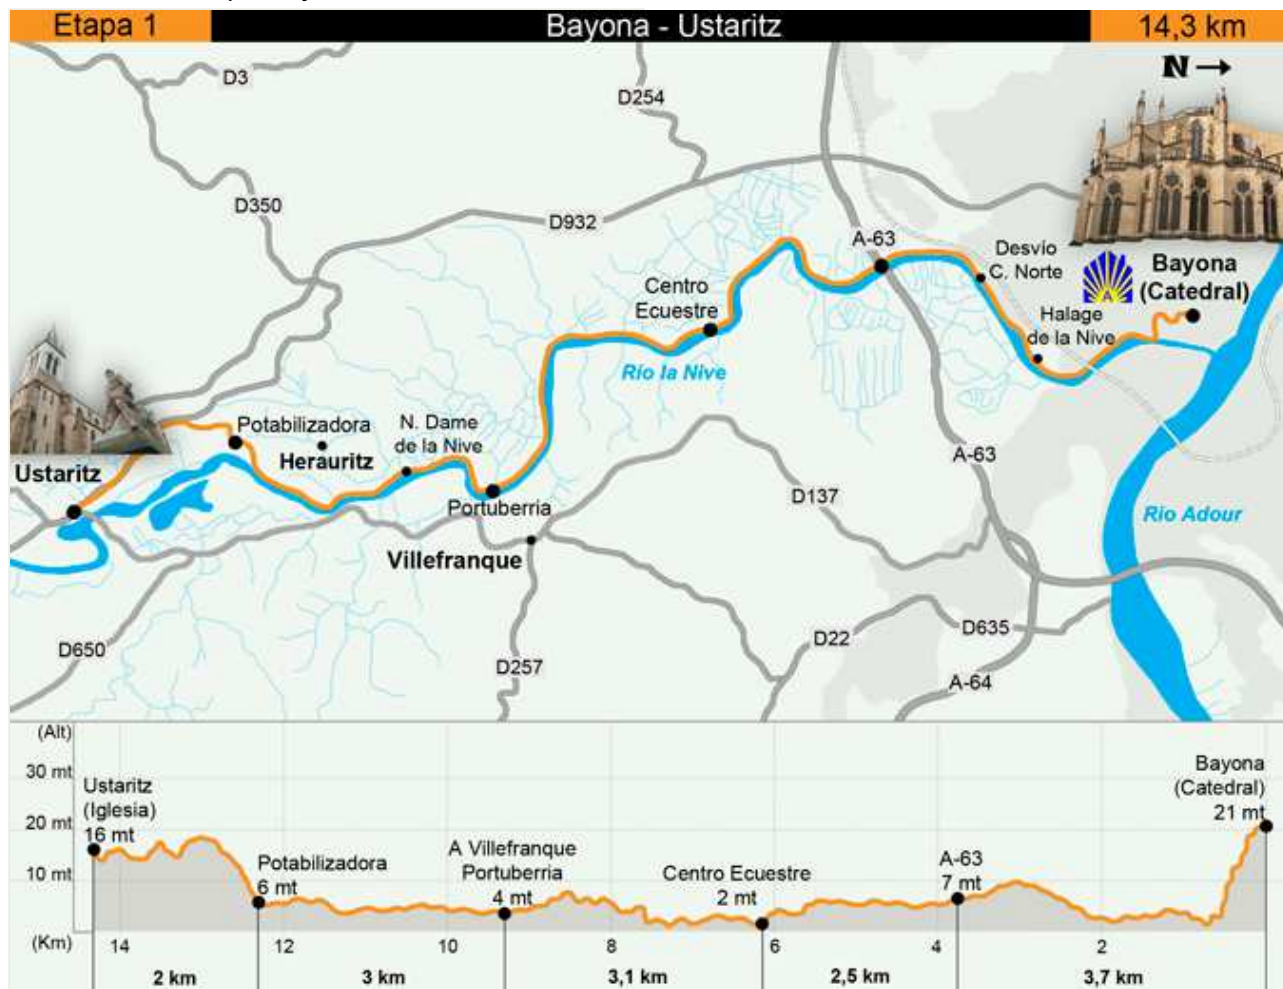 Etapa 1
Bayona - Ustaritz
14,3 km
N
D3
D254
D350
D932
A-63
Desvío
C. Norte
Bayona
(Catedral)
Centro
Ecuestre
Halage
de la Nive
Río la Nive
Potabilizadora
N. Dame
de la Nive
Herauritz
Ustaritz
A-63
Portuberria
D137
Río Adour
Villefranque
D650
D257
D22
D635
A-64
(Alt)
30 mt
20 mt
10 mt
(Km)
Ustaritz
(Iglesia)
16 mt
Potabilizadora
6 mt
A Villefranque
Portuberria
4 mt
Centro Ecuestre
2 mt
A-63
7 mt
Bayona
(Catedral)
21 mt
14
12
10
8
6
4
2
2 km
3 km
3,1 km
2,5 km
3,7 km